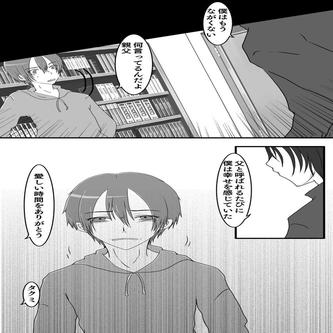 僕はもう
ながくない
何言ってるんだよ
親父
父と呼ばれるたびに
僕は幸せを感じていた
愛しい時間をありがとう
タクミ